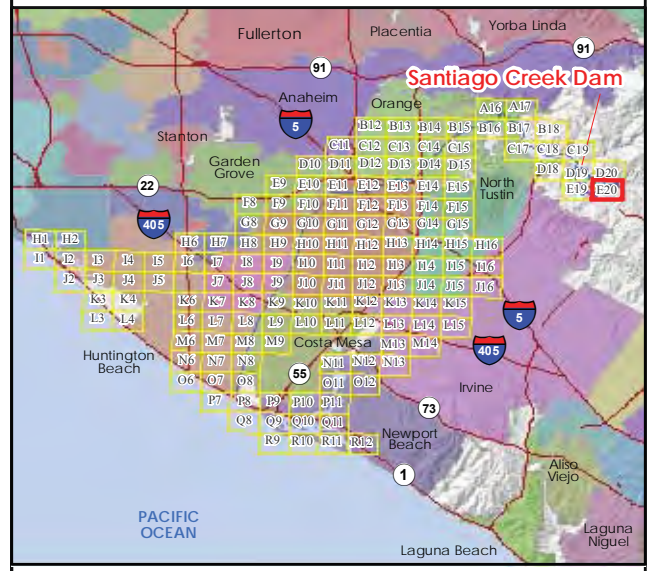 Fullerton
Placentia
Yorba Linda
91
91
Santiago Creek Dam
Anaheim
Orange
A16 A17
5
B12 B13 B14 B15 B16 B17 B18
Stanton
C11 C12 C13 C14 C15 C17 C18 C19
Garden
Grove
D10 D11 D12 D13 D14 D15 D18 D19 D20
22
E9 E10 E11 E12 E13 E14 E15 E19 E20
North
Tustin
F8 F9 F10 F11 F12 F13 F14 F15
405
G8 G9 G10 G11 G12 G13 G14 G15
H1 H2 H6 H7 H8 H9 H10 H11 H12 H13 H14 H15 H16
I1 I2 I3 I4 I5 I6 I7 I8 I9 I10 I11 I12 I13 I14 I15 I16
J2 J3 J4 J5 J7 J8 J9 J10 J11 J12 J13 J14 J15 J16
K3 K4 K6 K7 K8 K9 K10 K11 K12 K13 K14 K15
5
L3 L4 L6 L7 L8 L9 L10 L11 L12 L13 L14 L15
M6 M7 M8 M9 Costa Mesa M13 M14
405
Huntington
Beach
N6 N7 N8 N11 N12 N13
55
O6 O7 O8 O11 O12
Irvine
P7 P8 P9 P10 P11
73
Q8 Q9 Q10 Q11
Newport
Beach
R9 R10 R11 R12
1
Aliso
Viejo
PACIFIC
OCEAN
Laguna
Niguel
Laguna Beach